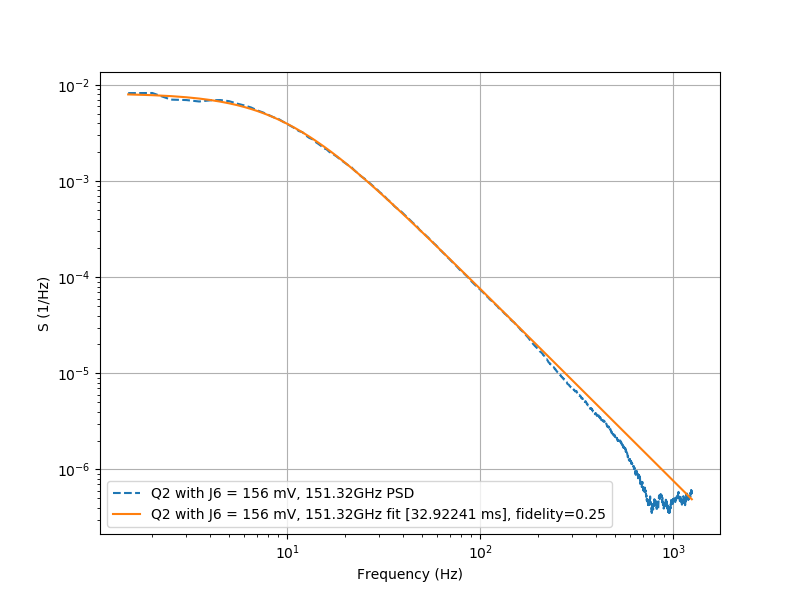 10⁻²
10⁻³
10⁻⁴
10⁻⁵
10⁻⁶
S (1/Hz)
Q2 with J6 = 156 mV, 151.32GHz PSD
Q2 with J6 = 156 mV, 151.32GHz fit [32.92241 ms], fidelity=0.25
10¹ 10² 10³
Frequency (Hz)